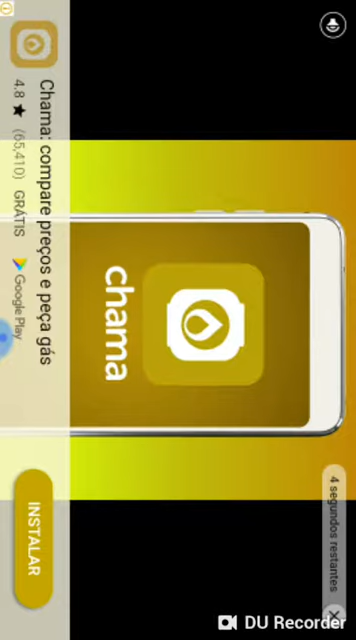 4 segundos restantes
chama
Chama: compare preços e peça gás
4.8 ★ (65,410) GRÁTIS Google Play
INSTALAR
DU Recorder